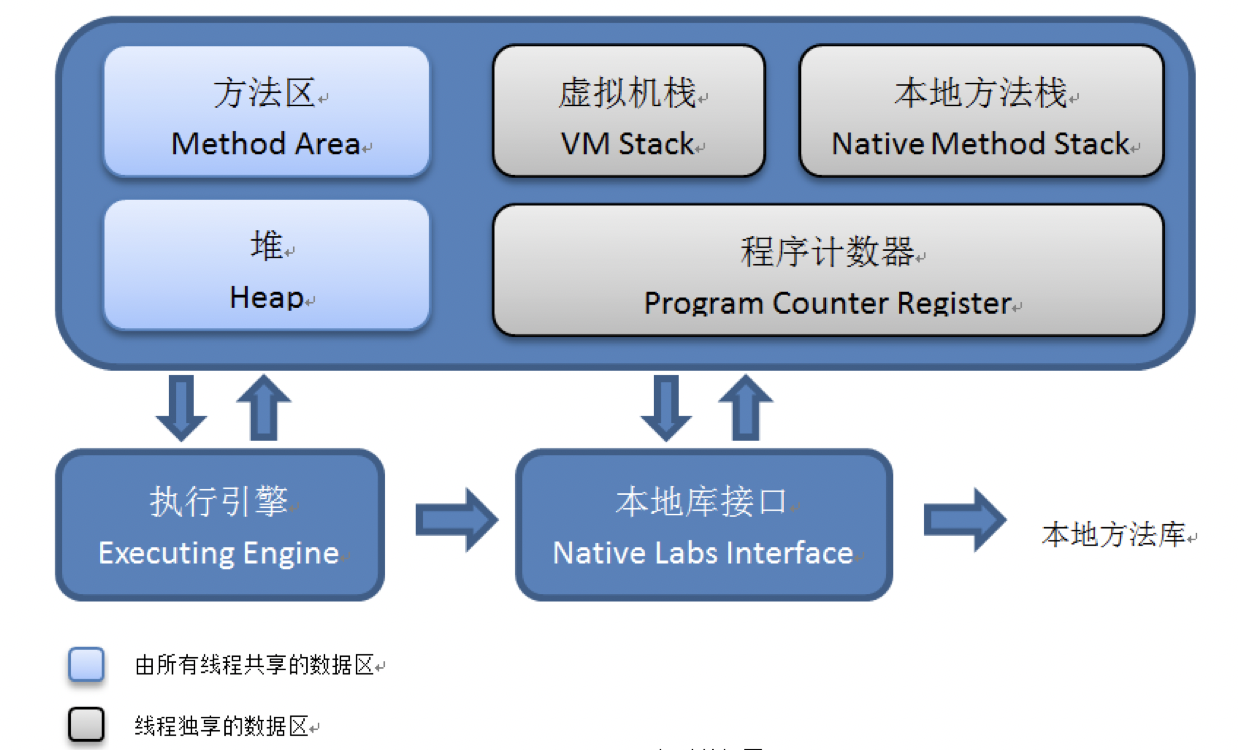 方法区
Method Area
虚拟机栈
VM Stack
本地方法栈
Native Method Stack
堆
Heap
程序计数器
Program Counter Register
执行引擎
Executing Engine
本地库接口
Native Labs Interface
本地方法库
由所有线程共享的数据区
线程独享的数据区